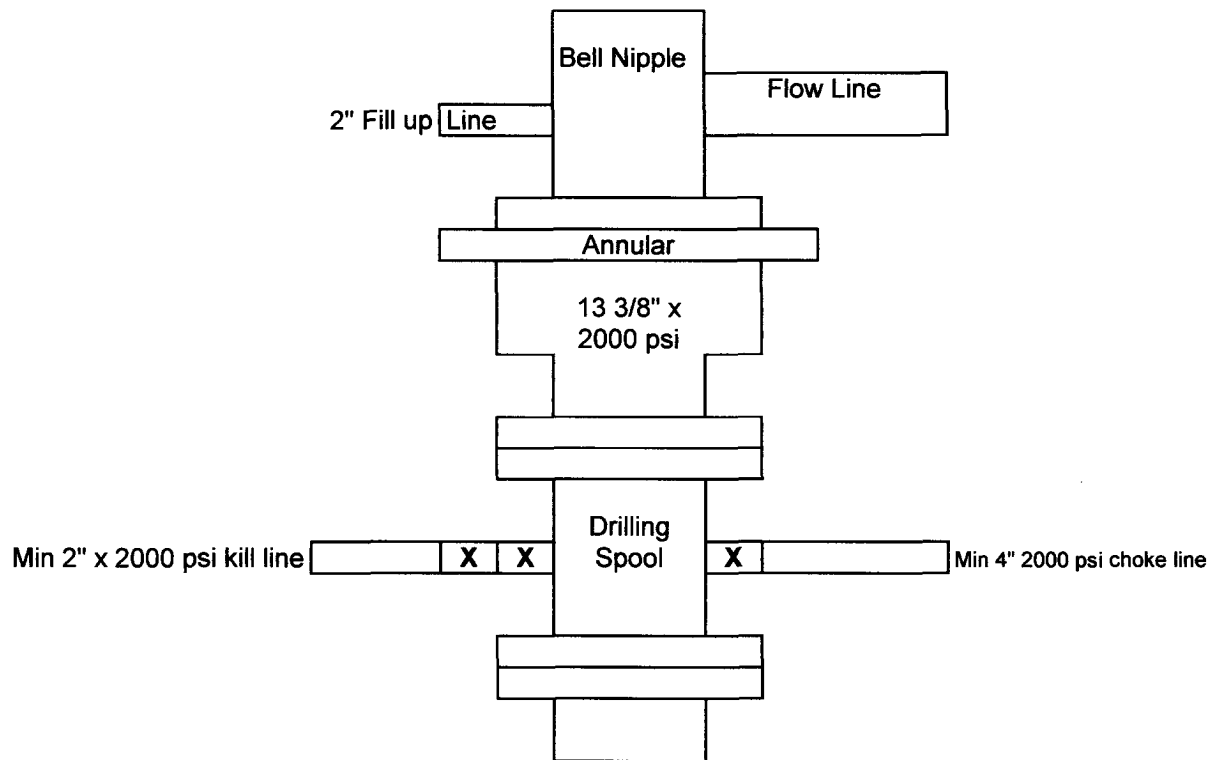 Bell Nipple
Flow Line
2" Fill up Line
Annular
13 3/8" x
2000 psi
Drilling
Spool
Min 2" x 2000 psi kill line
X X
X
Min 4" 2000 psi choke line